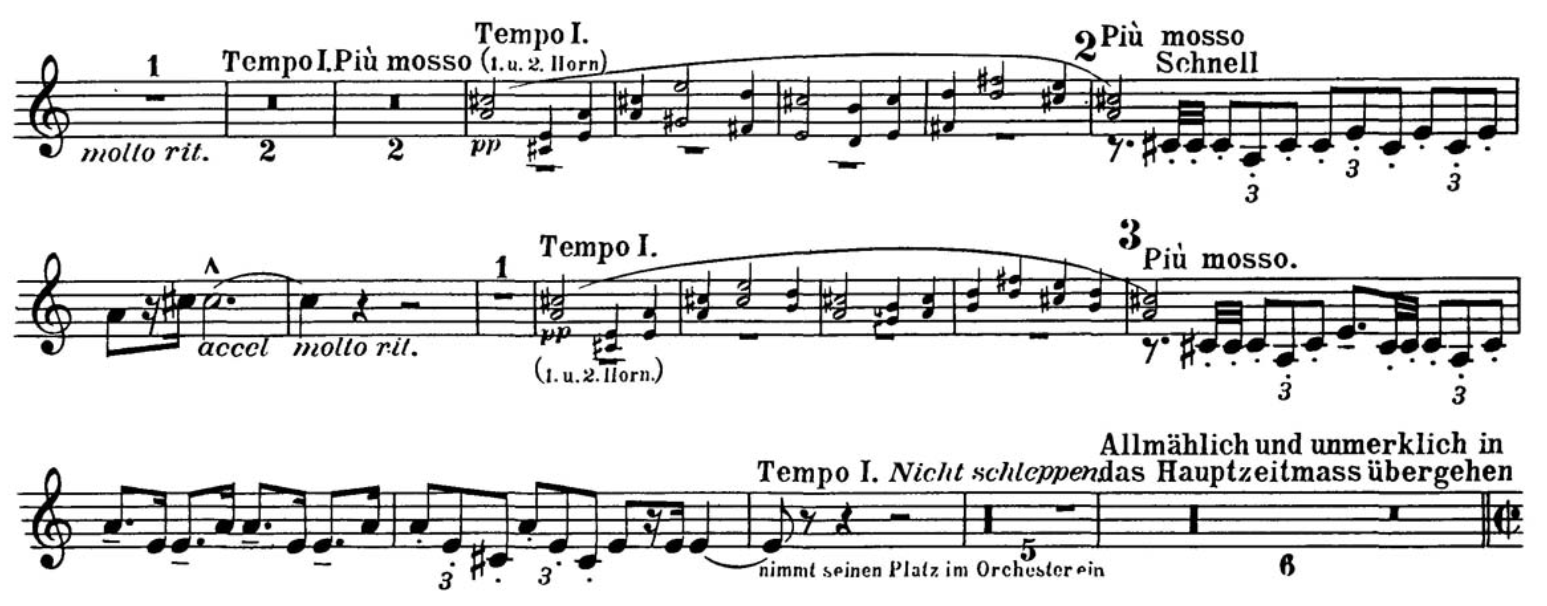 1 Tempo I. Più mosso Tempo I.
(1. u. 2. Horn)
2 Più mosso
Schnell
molto rit. 2 2 pp
3 3 3
Tempo I.
1
3 Più mosso.
accel molto rit. pp
(1. u. 2. Horn.)
3 3
Allmählich und unmerklich in
Tempo I. Nicht schleppen. das Hauptzeitmass übergehen
3 3 5 6
nimmt seinen Platz im Orchester ein